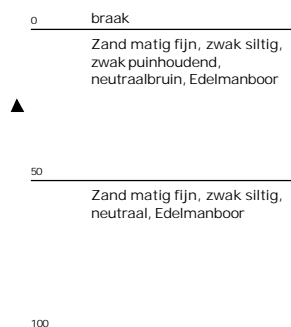 0 braak
Zand matig fijn, zwak siltig,
zwak puinhoudend,
neutraalbruin, Edelmanboor
50
Zand matig fijn, zwak siltig,
neutraal, Edelmanboor
100